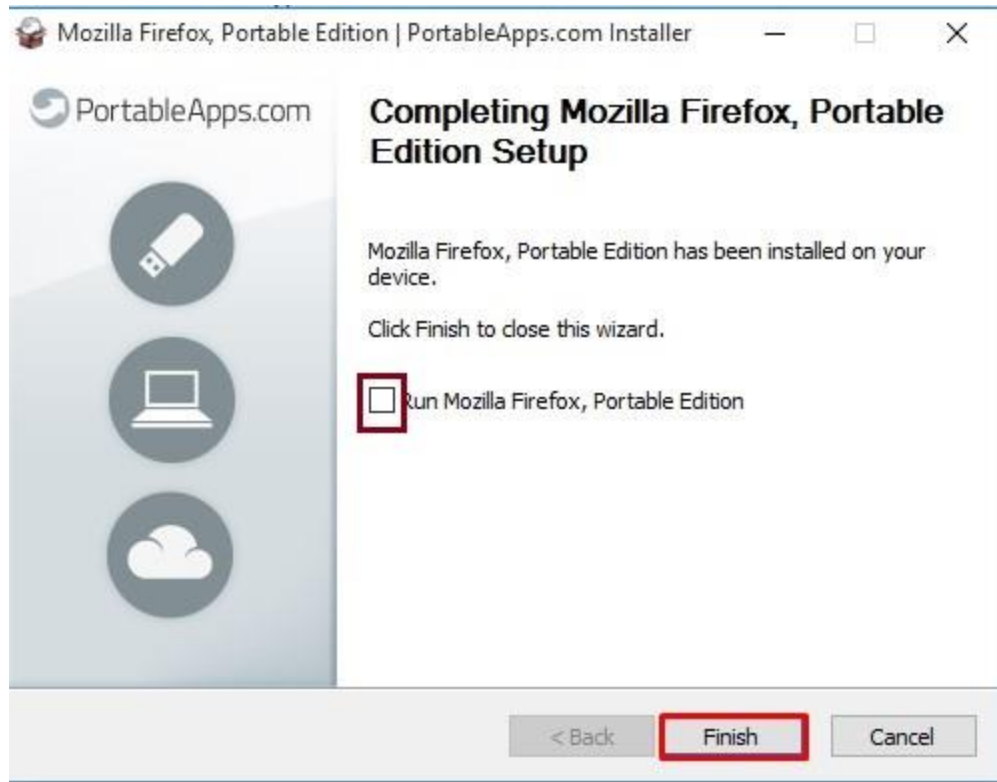 Mozilla Firefox, Portable Edition | PortableApps.com Installer
PortableApps.com
Completing Mozilla Firefox, Portable
Edition Setup
Mozilla Firefox, Portable Edition has been installed on your
device.
Click Finish to close this wizard.
Run Mozilla Firefox, Portable Edition
< Back
Finish
Cancel